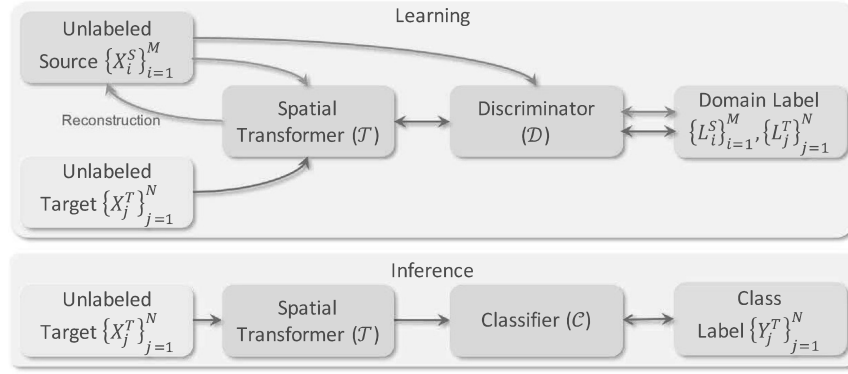 Learning
Unlabeled
Source {X_i^S}_{i=1}^M
Reconstruction
Spatial
Transformer (𝒯)
Discriminator
(𝒟)
Domain Label
{L_i^S}_{i=1}^M, {L_j^T}_{j=1}^N
Unlabeled
Target {X_j^T}_{j=1}^N
Inference
Unlabeled
Target {X_j^T}_{j=1}^N
Spatial
Transformer (𝒯)
Classifier (𝒞)
Class
Label {Y_j^T}_{j=1}^N